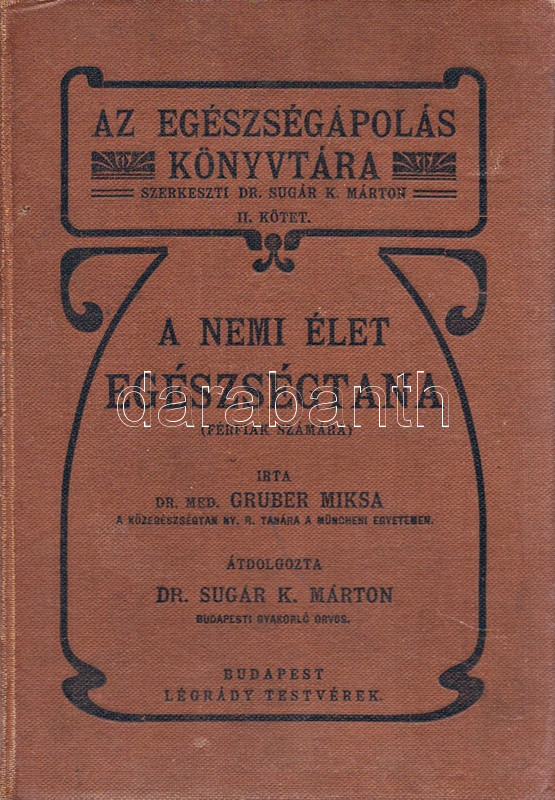 AZ EGÉSZSÉGÁPOLÁS
KÖNYVTÁRA
SZERKESZTI DR. SUGÁR K. MÁRTON
II. KÖTET.
A NEMI ÉLET
EGÉSZSÉGTANA
darabanth
(FÉRFIAK SZÁMÁRA)
IRTA
DR. MED. GRUBER MIKSA
A KÖZEGÉSZSÉGTAN NY. R. TANÁRA A MÜNCHENI EGYETEMEN.
ÁTDOLGOZTA
DR. SUGÁR K. MÁRTON
BUDAPESTI GYAKORLÓ ORVOS.
BUDAPEST
LÉGRÁDY TESTVÉREK.